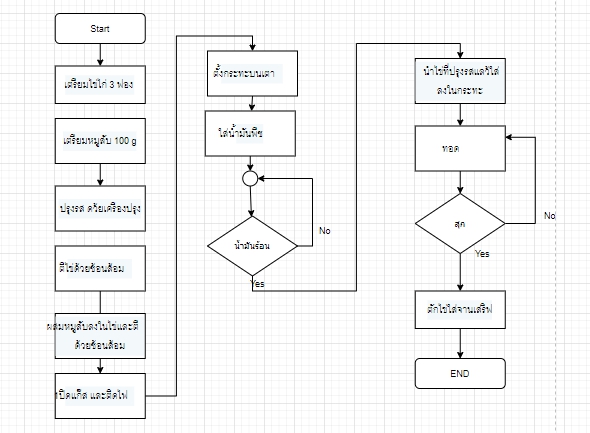 Start
เตรียมไข่ไก่ 3 ฟอง
เตรียมหมูสับ 100 g
ปรุงรส ด้วยเครื่องปรุง
ตีไข่ด้วยช้อนส้อม
ผสมหมูสับลงในไข่และตี
ด้วยช้อนส้อม
เปิดแก็ส และติดไฟ
ตั้งกระทะบนเตา
ใส่น้ำมันพืช
น้ำมันร้อน
No
Yes
นำไข่ที่ปรุงรสแล้วใส่
ลงในกระทะ
ทอด
สุค
No
Yes
ตักไข่ใส่จานเสริฟ
END